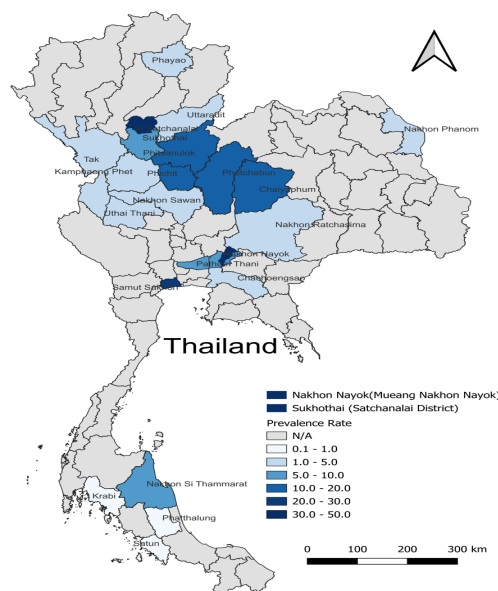 Phayao
Uttaradit
Satchanalai
Sukhothai
Nakhon Phanom
Phitsanulok
Tak
Kamphaeng Phet
Phichit
Phetchabun
Chaiyaphum
Nakhon Sawan
Uthai Thani
Nakhon Ratchasima
Nakhon Nayok
Pathum Thani
Chachoengsao
Samut Sakhon
Thailand
Nakhon Nayok(Mueang Nakhon Nayok)
Sukhothai (Satchanalai District)
Prevalence Rate
N/A
0.1 - 1.0
1.0 - 5.0
5.0 - 10.0
10.0 - 20.0
20.0 - 30.0
30.0 - 50.0
Nakhon Si Thammarat
Krabi
Phatthalung
Satun
0 100 200 300 km